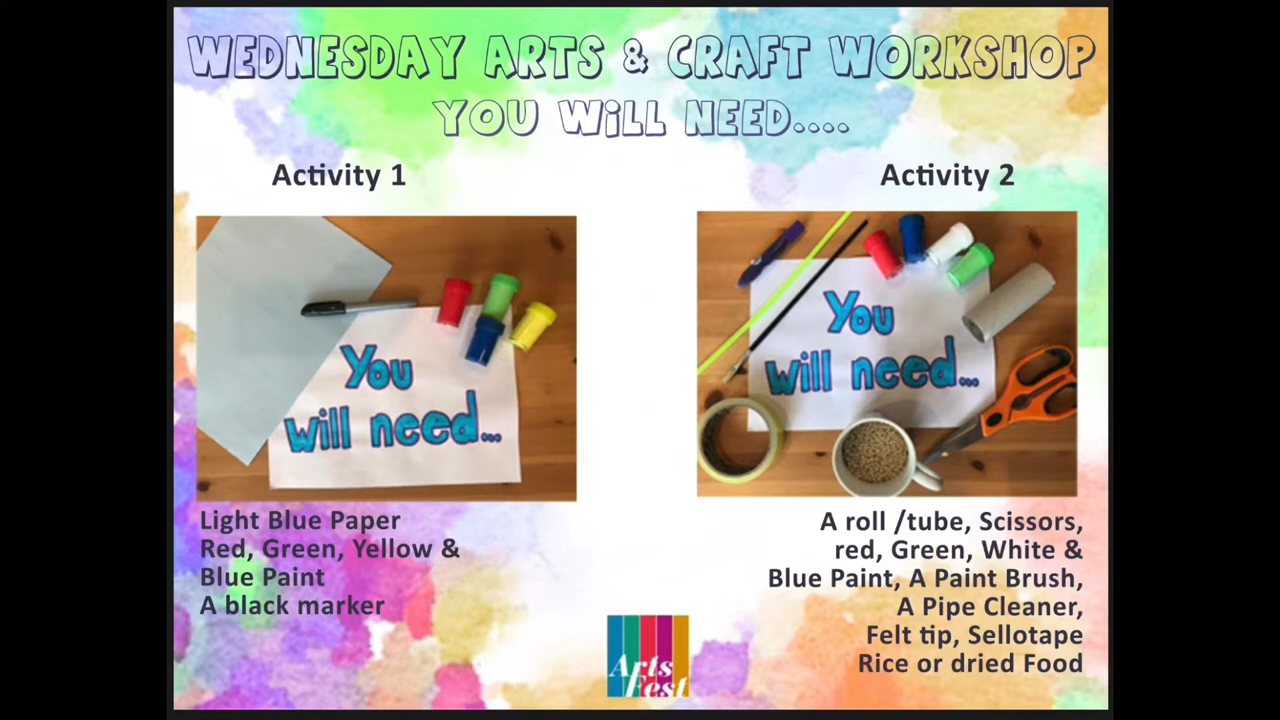 WEDNESDAY ARTS & CRAFT WORKSHOP
YOU WiLL NEED....
Activity 1
You
will need...
Light Blue Paper
Red, Green, Yellow &
Blue Paint
A black marker
Activity 2
You
will need...
A roll /tube, Scissors,
red, Green, White &
Blue Paint, A Paint Brush,
A Pipe Cleaner,
Felt tip, Sellotape
Rice or dried Food
Arts
Fest